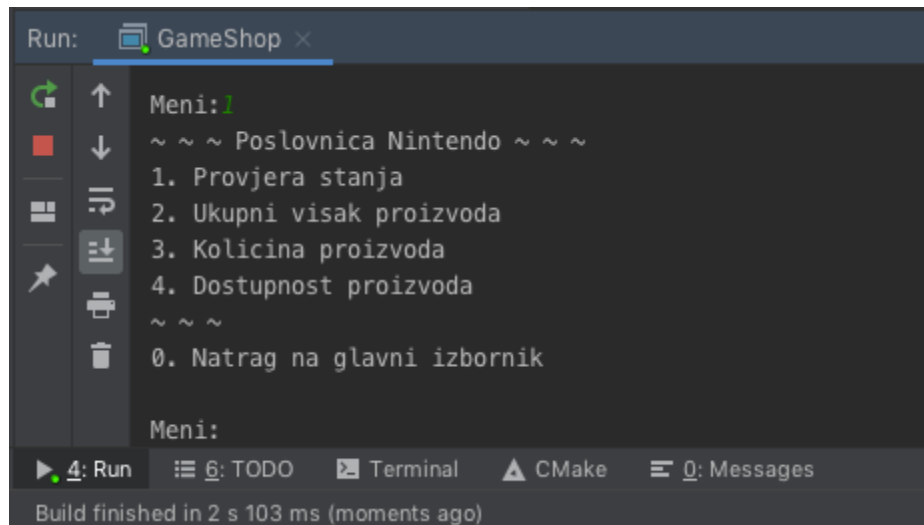 Run: GameShop
Meni:1
~ ~ ~ Poslovnica Nintendo ~ ~ ~
1. Provjera stanja
2. Ukupni visak proizvoda
3. Kolicina proizvoda
4. Dostupnost proizvoda
~ ~ ~
0. Natrag na glavni izbornik
Meni:
4: Run 6: TODO Terminal CMake 0: Messages
Build finished in 2 s 103 ms (moments ago)